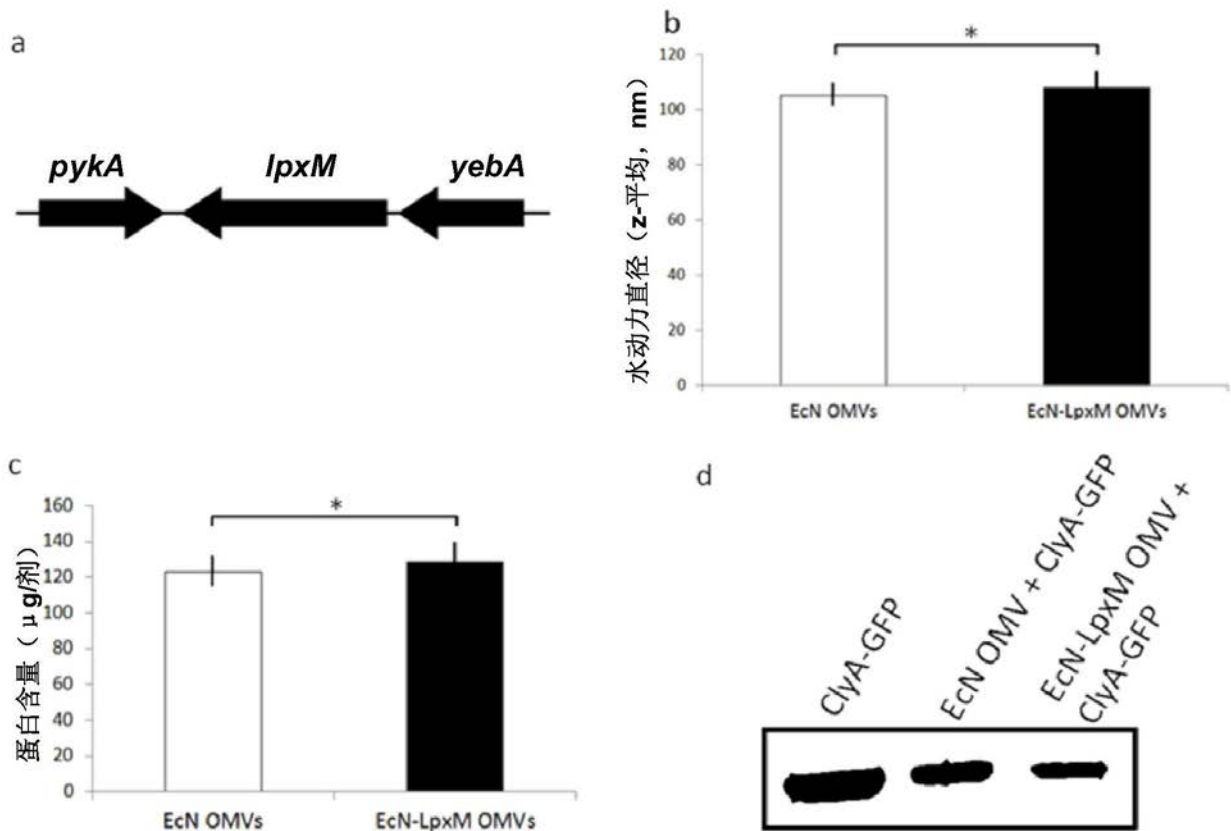 a
pykA lpxM yebA
b
*
水动力直径（z-平均，nm）
120
100
80
60
40
20
0
EcN OMVs EcN-LpxM OMVs
c
*
蛋白含量（μg/剂）
160
140
120
100
80
60
40
20
0
EcN OMVs EcN-LpxM OMVs
d
ClyA-GFP
EcN OMV + ClyA-GFP
EcN-LpxM OMV +
ClyA-GFP